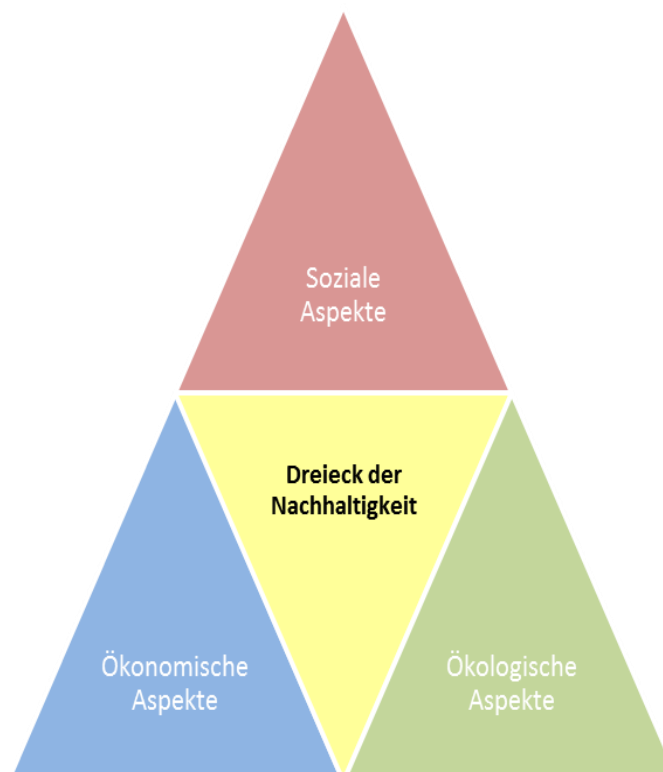 Soziale
Aspekte
Dreieck der
Nachhaltigkeit
Ökonomische
Aspekte
Ökologische
Aspekte